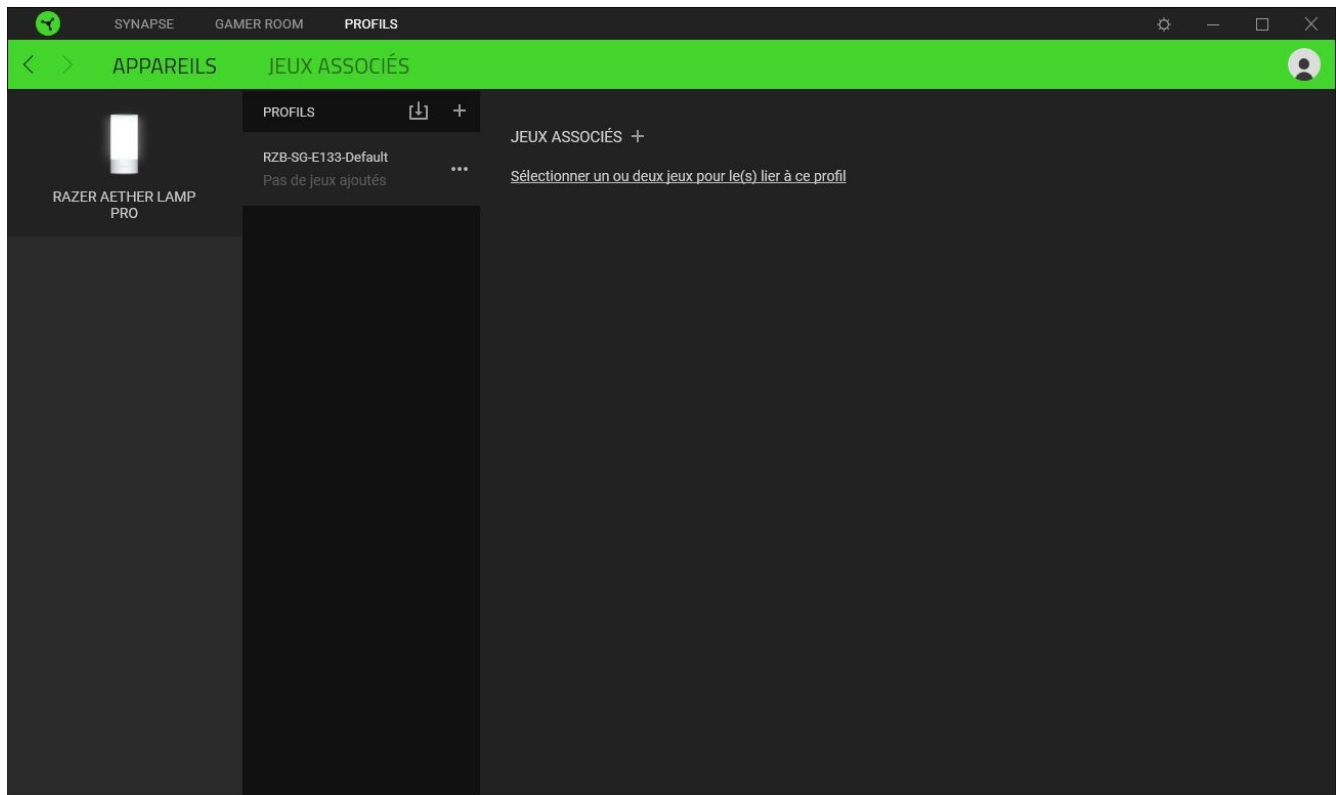 SYNAPSE GAMER ROOM PROFILS
APPAREILS JEUX ASSOCIÉS
RAZER AETHER LAMP
PRO
PROFILS
RZB-SG-E133-Default
Pas de jeux ajoutés
JEUX ASSOCIÉS +
Sélectionner un ou deux jeux pour le(s) lier à ce profil